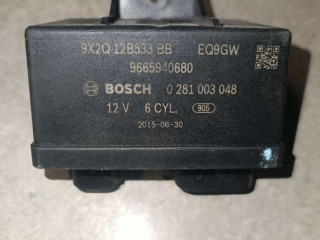 9X2Q 12B533 BB EQ9GW
9665940680
BOSCH 0 281 003 048
12 V 6 CYL. 905
2015-06-30